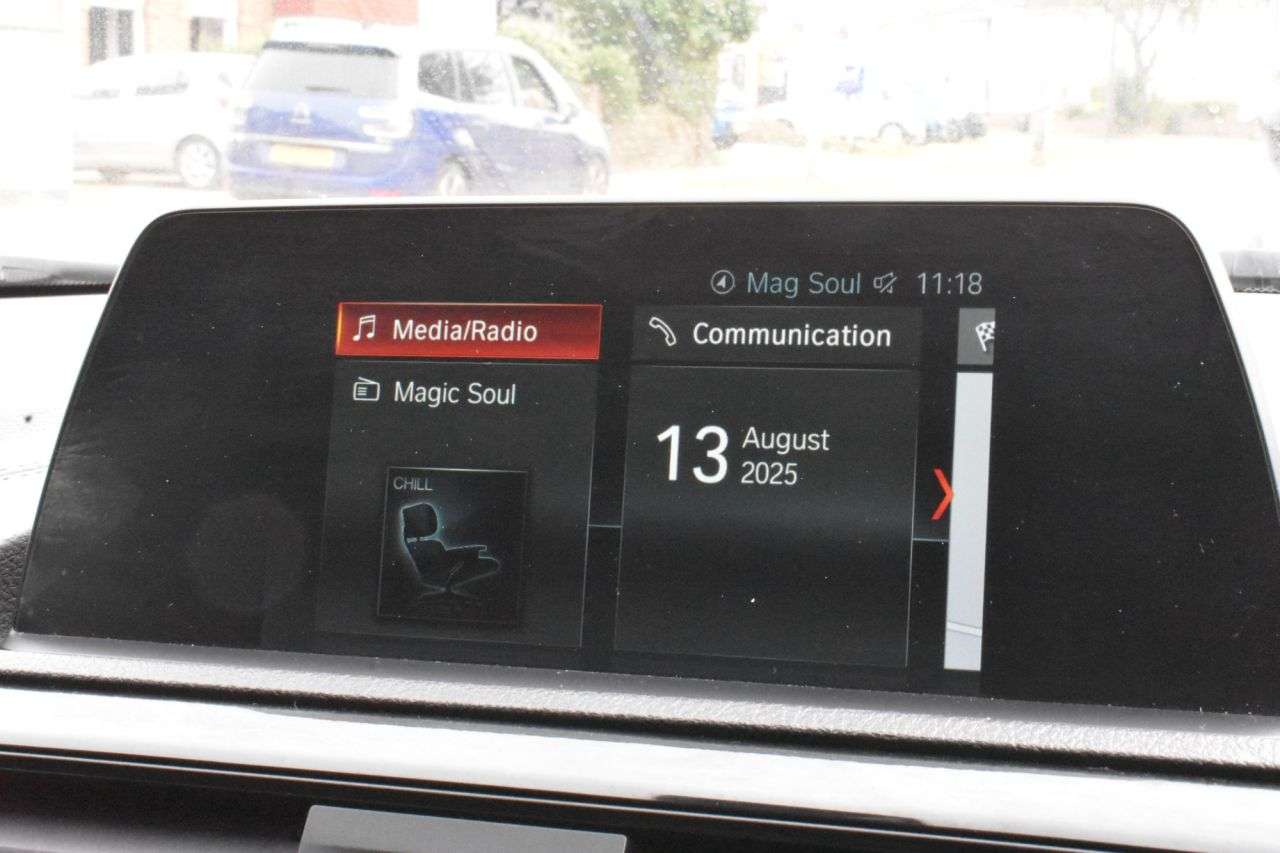 Mag Soul 11:18
Media/Radio
Communication
Magic Soul
13 August
2025
CHILL